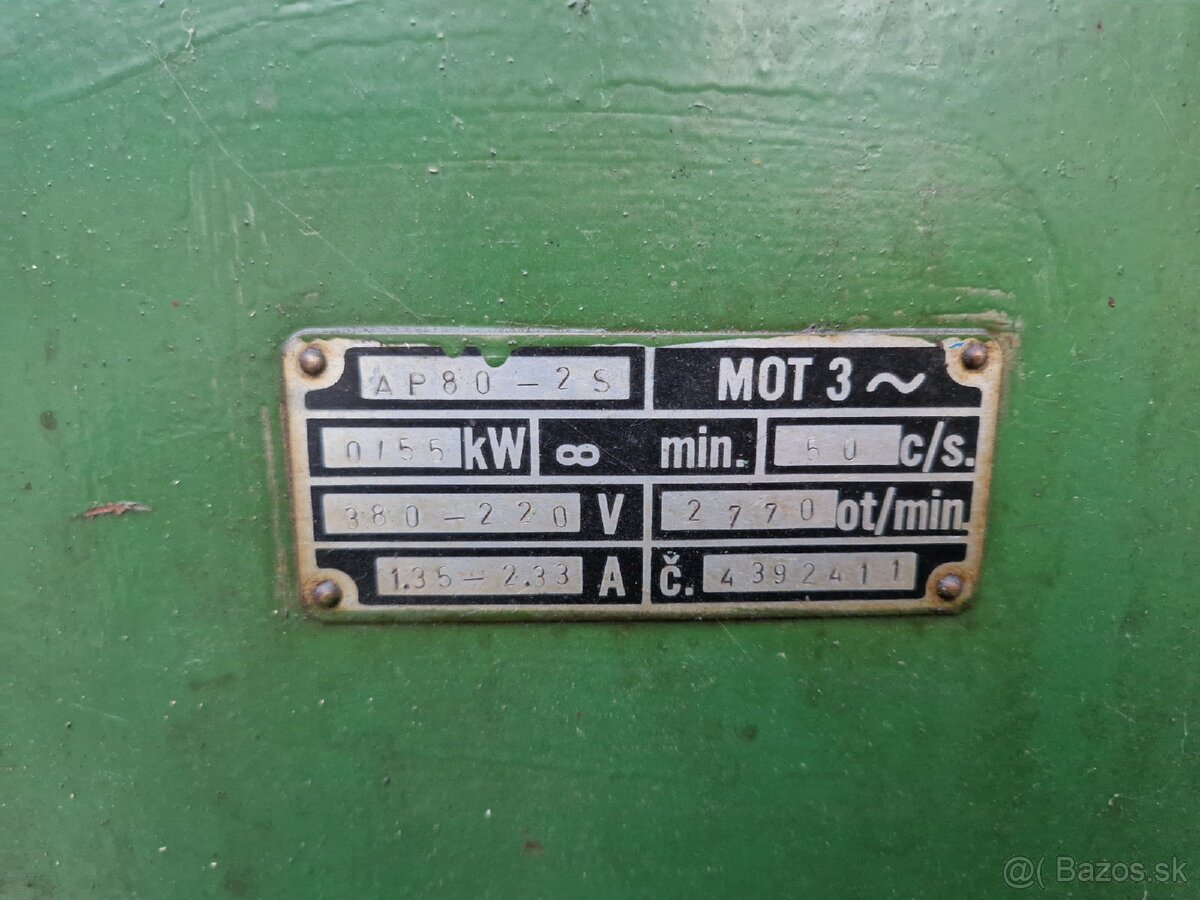 AP80-2S MOT 3~
0/55 kW ∞ min. 50 c/s.
380-220 V 2770 ot/min.
1.35-2.33 A Č. 4392411
@( Bazos.sk